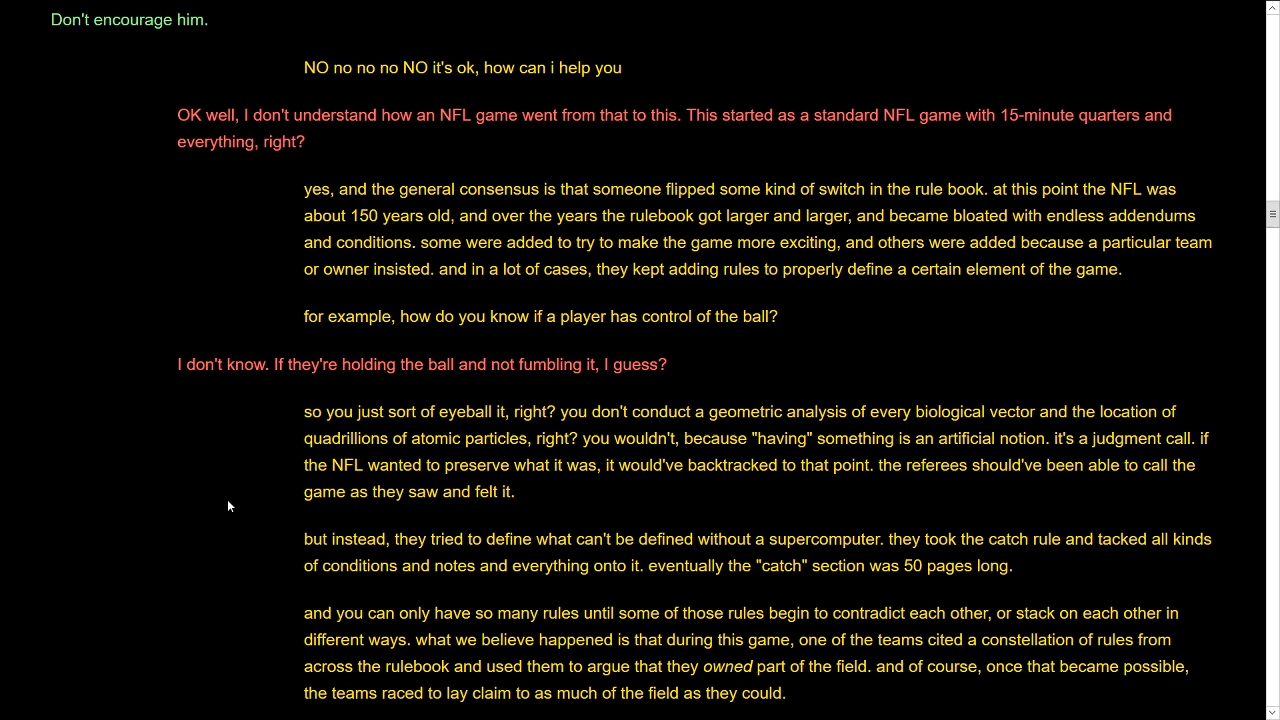 Don't encourage him.
NO no no no NO it's ok, how can i help you
OK well, I don't understand how an NFL game went from that to this. This started as a standard NFL game with 15-minute quarters and
everything, right?
yes, and the general consensus is that someone flipped some kind of switch in the rule book. at this point the NFL was
about 150 years old, and over the years the rulebook got larger and larger, and became bloated with endless addendums
and conditions. some were added to try to make the game more exciting, and others were added because a particular team
or owner insisted. and in a lot of cases, they kept adding rules to properly define a certain element of the game.
for example, how do you know if a player has control of the ball?
I don't know. If they're holding the ball and not fumbling it, I guess?
so you just sort of eyeball it, right? you don't conduct a geometric analysis of every biological vector and the location of
quadrillions of atomic particles, right? you wouldn't, because "having" something is an artificial notion. it's a judgment call. if
the NFL wanted to preserve what it was, it would've backtracked to that point. the referees should've been able to call the
game as they saw and felt it.
but instead, they tried to define what can't be defined without a supercomputer. they took the catch rule and tacked all kinds
of conditions and notes and everything onto it. eventually the "catch" section was 50 pages long.
and you can only have so many rules until some of those rules begin to contradict each other, or stack on each other in
different ways. what we believe happened is that during this game, one of the teams cited a constellation of rules from
across the rulebook and used them to argue that they owned part of the field. and of course, once that became possible,
the teams raced to lay claim to as much of the field as they could.